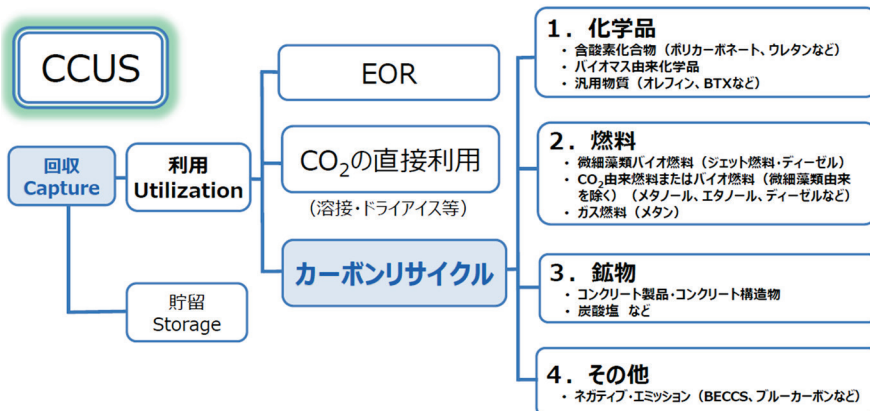 CCUS
回収
Capture
利用
Utilization
貯留
Storage
EOR
CO₂の直接利用
(溶接・ドライアイス等)
カーボンリサイクル
1. 化学品
・ 含酸素化合物（ポリカーボネート、ウレタンなど）
・ バイオマス由来化学品
・ 汎用物質（オレフィン、BTXなど）
2. 燃料
・ 微細藻類バイオ燃料（ジェット燃料・ディーゼル）
・ CO₂由来燃料またはバイオ燃料（微細藻類由来
を除く）（メタノール、エタノール、ディーゼルなど）
・ ガス燃料（メタン）
3. 鉱物
・ コンクリート製品・コンクリート構造物
・ 炭酸塩 など
4. その他
・ ネガティブ・エミッション（BECCS、ブルーカーボンなど）